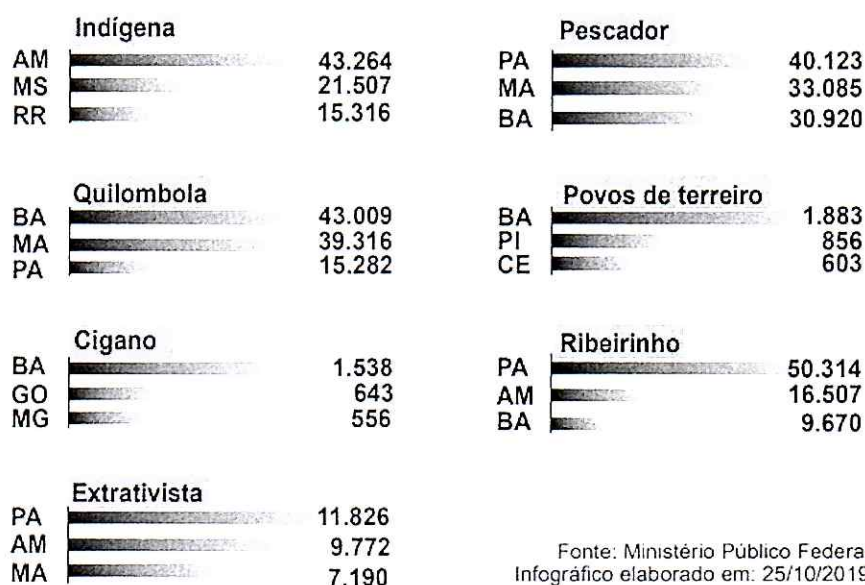 Indígena
AM 43.264
MS 21.507
RR 15.316
Pescador
PA 40.123
MA 33.085
BA 30.920
Quilombola
BA 43.009
MA 39.316
PA 15.282
Povos de terreiro
BA 1.883
PI 856
CE 603
Cigano
BA 1.538
GO 643
MG 556
Ribeirinho
PA 50.314
AM 16.507
BA 9.670
Extrativista
PA 11.826
AM 9.772
MA 7.190
Fonte: Ministério Público Federa
Infográfico elaborado em: 25/10/2019